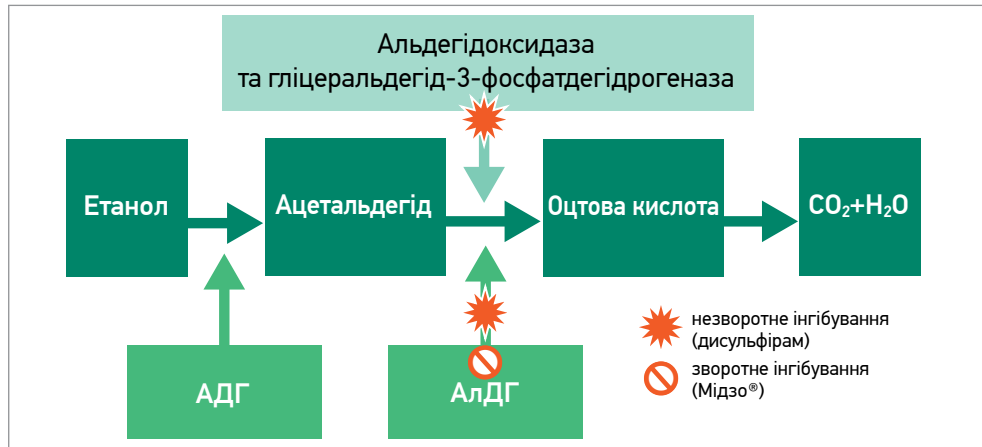 Альдегідоксидаза
та гліцеральдегід-3-фосфатдегідрогеназа
Етанол
Ацетальдегід
Оцтова кислота
CO₂+H₂O
АДГ
АлДГ
незворотне інгібування
(дисульфірам)
зворотне інгібування
(Мідзо®)